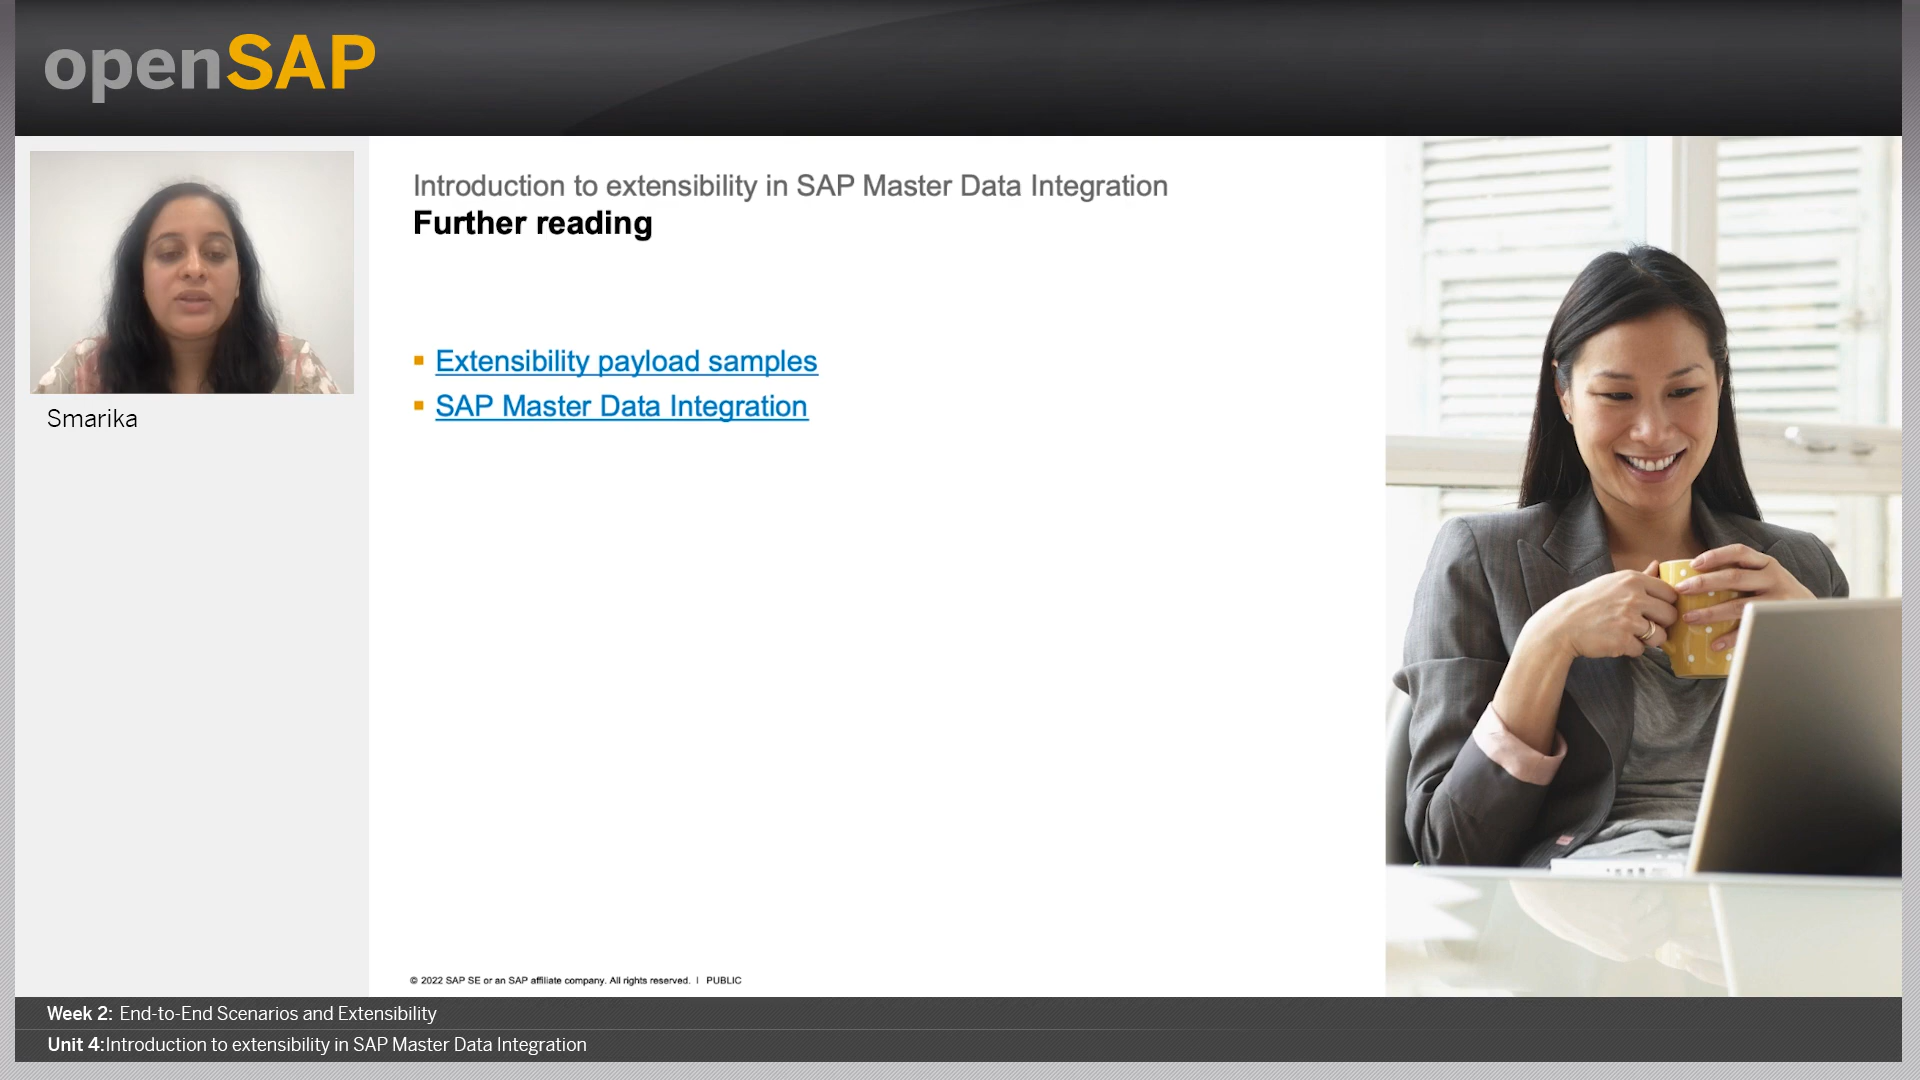 openSAP
Smarika
Introduction to extensibility in SAP Master Data Integration
Further reading
Extensibility payload samples
SAP Master Data Integration
© 2022 SAP SE or an SAP affiliate company. All rights reserved. | PUBLIC
Week 2: End-to-End Scenarios and Extensibility
Unit 4:Introduction to extensibility in SAP Master Data Integration